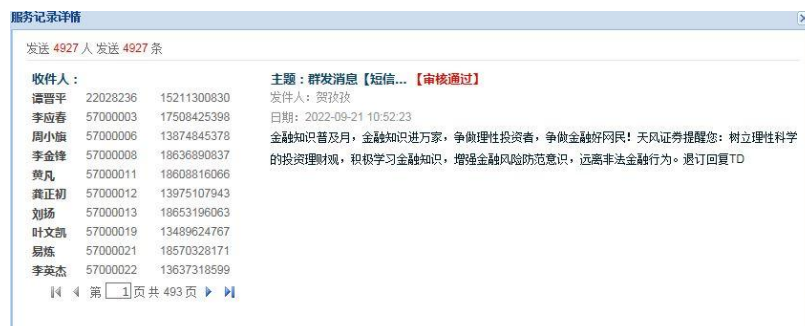 服务记录详情
发送 4927 人 发送 4927 条
收件人：
谭晋平 22028236 15211300830
李应春 57000003 17508425398
周小旗 57000006 13874845378
李金锋 57000008 18636890837
黄凡 57000011 18608816066
龚正初 57000012 13975107943
刘扬 57000013 18653196063
叶文凯 57000019 13489624767
易炼 57000021 18570328171
李英杰 57000022 13637318599
第 1 页 共 493 页
主题：群发消息【短信... 【审核通过】
发件人：贺孜孜
日期：2022-09-21 10:52:23
金融知识普及月，金融知识进万家，争做理性投资者，争做金融好网民！天风证券提醒您：树立理性科学
的投资理财观，积极学习金融知识，增强金融风险防范意识，远离非法金融行为。退订回复TD